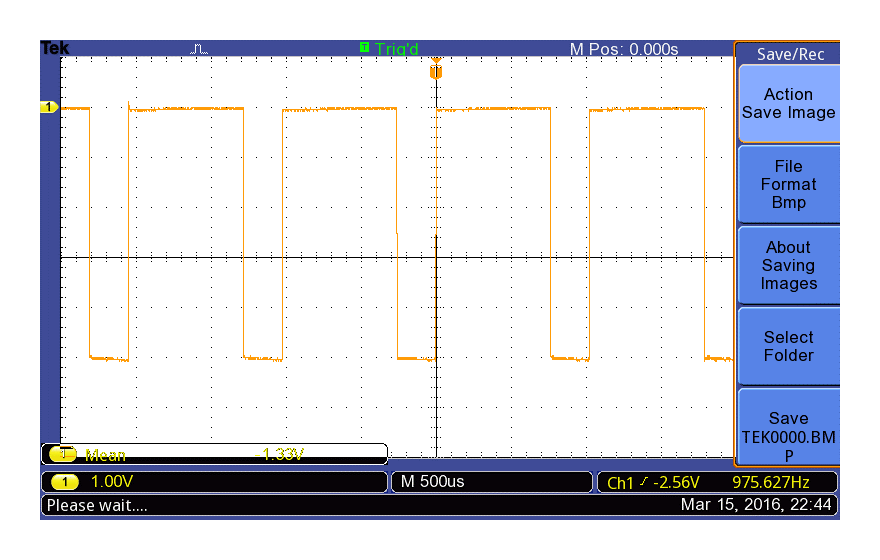 Tek T Trig'd M Pos: 0.000s
Save/Rec
Action
Save Image
1
File
Format
Bmp
About
Saving
Images
Select
Folder
Save
TEK0000.BM
P
1 Mean -1.33V
1 1.00V M 500us Ch1 -2.56V 975.627Hz
Please wait.... Mar 15, 2016, 22:44